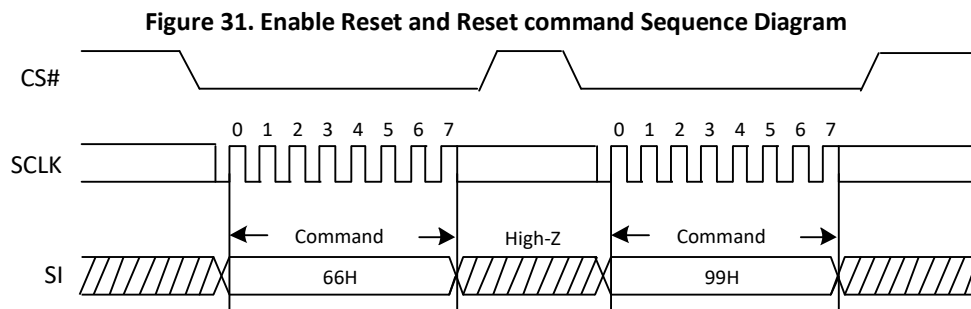 Figure 31. Enable Reset and Reset command Sequence Diagram
CS#
0 1 2 3 4 5 6 7 0 1 2 3 4 5 6 7
SCLK
Command High-Z Command
SI 66H 99H